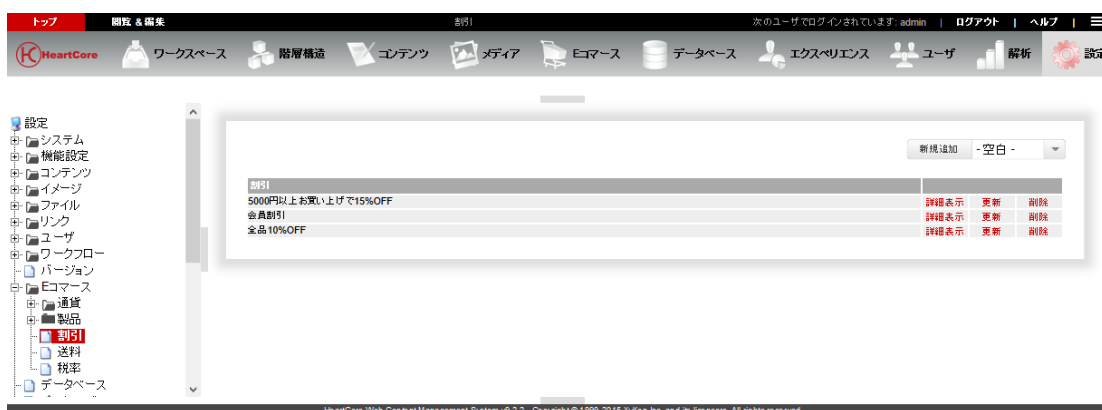 トップ 閲覧 & 編集 割引 次のユーザでログインされています: admin | ログアウト | ヘルプ |
HeartCore ワークスペース 階層構造 コンテンツ メディア Eコマース データベース エクスペリエンス ユーザ 解析 設定
設定
システム
機能設定
コンテンツ
イメージ
ファイル
リンク
ユーザ
ワークフロー
バージョン
Eコマース
通貨
製品
割引
送料
税率
データベース
新規追加 - 空白 -
割引
5000円以上お買い上げで15%OFF 詳細表示 更新 削除
会員割引 詳細表示 更新 削除
全品10%OFF 詳細表示 更新 削除